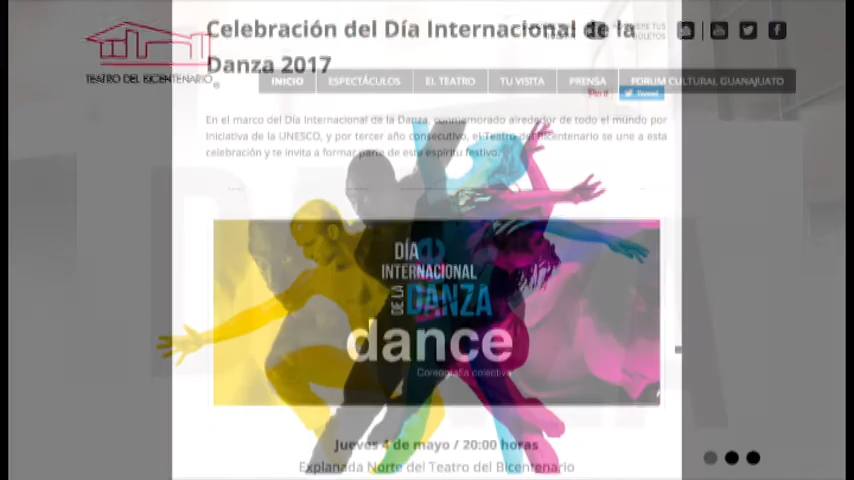 Celebración del Día Internacional de la
Danza 2017
TEATRO DEL BICENTENARIO
INICIO
ESPECTÁCULOS
EL TEATRO
TU VISITA
PRENSA
FORUM CULTURAL GUANAJUATO
Pin it
Tweet
En el marco del Día Internacional de la Danza, conmemorado alrededor de todo el mundo por
iniciativa de la UNESCO, y por tercer año consecutivo, el Teatro del Bicentenario se une a esta
celebración y te invita a formar parte de este espíritu festivo.
DÍA
INTERNACIONAL
DE LA DANZA
dance
Coreografía colectiva
Jueves 4 de mayo / 20:00 horas
Explanada Norte del Teatro del Bicentenario